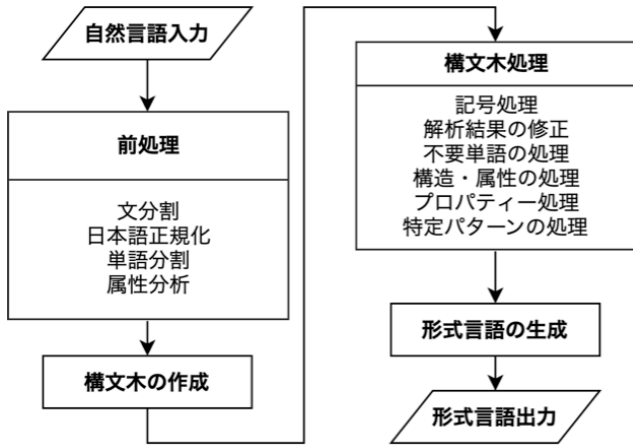 自然言語入力
前処理
文分割
日本語正規化
単語分割
属性分析
構文木の作成
構文木処理
記号処理
解析結果の修正
不要単語の処理
構造・属性の処理
プロパティー処理
特定パターンの処理
形式言語の生成
形式言語出力